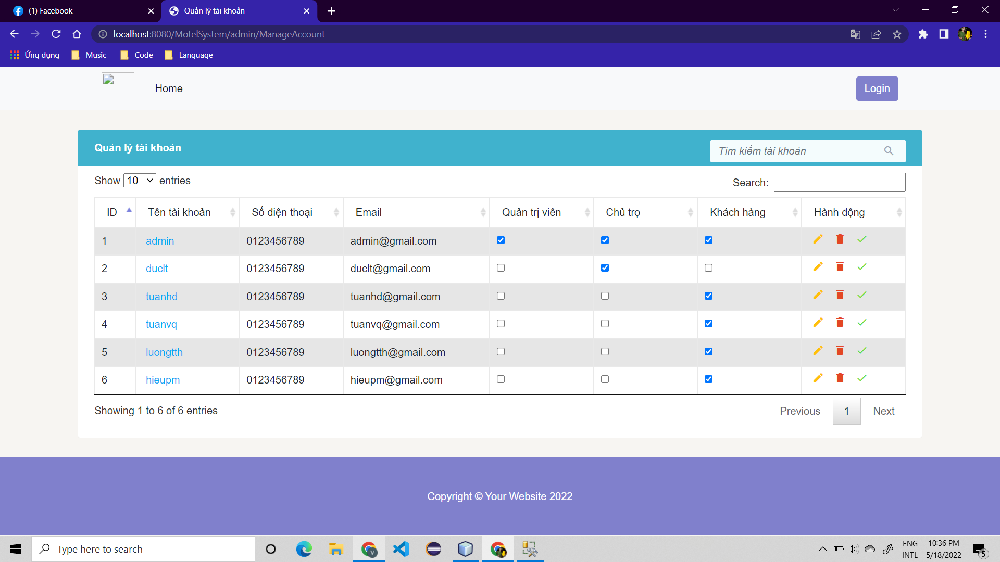 (1) Facebook
Quản lý tài khoản
localhost:8080/MotelSystem/admin/ManageAccount
Ứng dụng Music Code Language
Home Login
Quản lý tài khoản
Tìm kiếm tài khoản
Show 10 entries
Search:
ID Tên tài khoản Số điện thoại Email Quản trị viên Chủ trọ Khách hàng Hành động
1 admin 0123456789 admin@gmail.com
2 duclt 0123456789 duclt@gmail.com
3 tuanhd 0123456789 tuanhd@gmail.com
4 tuanvq 0123456789 tuanvq@gmail.com
5 luongtth 0123456789 luongtth@gmail.com
6 hieupm 0123456789 hieupm@gmail.com
Showing 1 to 6 of 6 entries
Previous 1 Next
Copyright © Your Website 2022
Type here to search
V
ENG
INTL
10:36 PM
5/18/2022
5